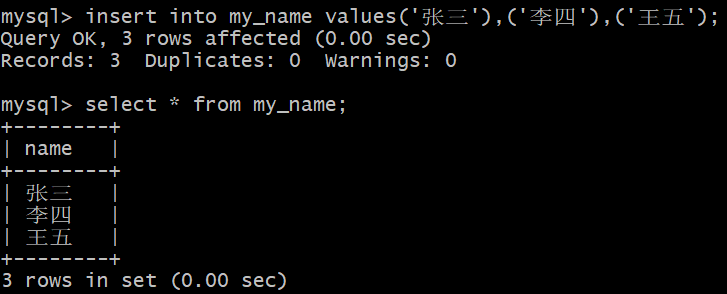 mysql> insert into my_name values('张三'),('李四'),('王五');
Query OK, 3 rows affected (0.00 sec)
Records: 3  Duplicates: 0  Warnings: 0

mysql> select * from my_name;
+--------+
| name   |
+--------+
| 张三   |
| 李四   |
| 王五   |
+--------+
3 rows in set (0.00 sec)